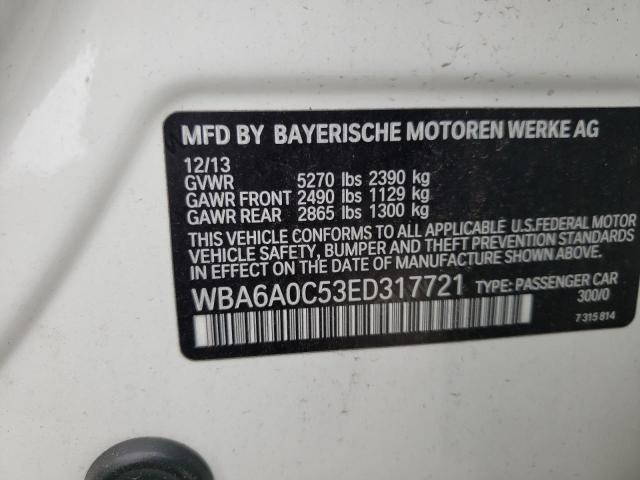 MFD BY BAYERISCHE MOTOREN WERKE AG
12/13
GVWR 5270 lbs 2390 kg
GAWR FRONT 2490 lbs 1129 kg
GAWR REAR 2865 lbs 1300 kg
THIS VEHICLE CONFORMS TO ALL APPLICABLE U.S.FEDERAL MOTOR
VEHICLE SAFETY, BUMPER AND THEFT PREVENTION STANDARDS
IN EFFECT ON THE DATE OF MANUFACTURE SHOWN ABOVE.
WBA6A0C53ED317721 TYPE: PASSENGER CAR
300/0
7 315 814